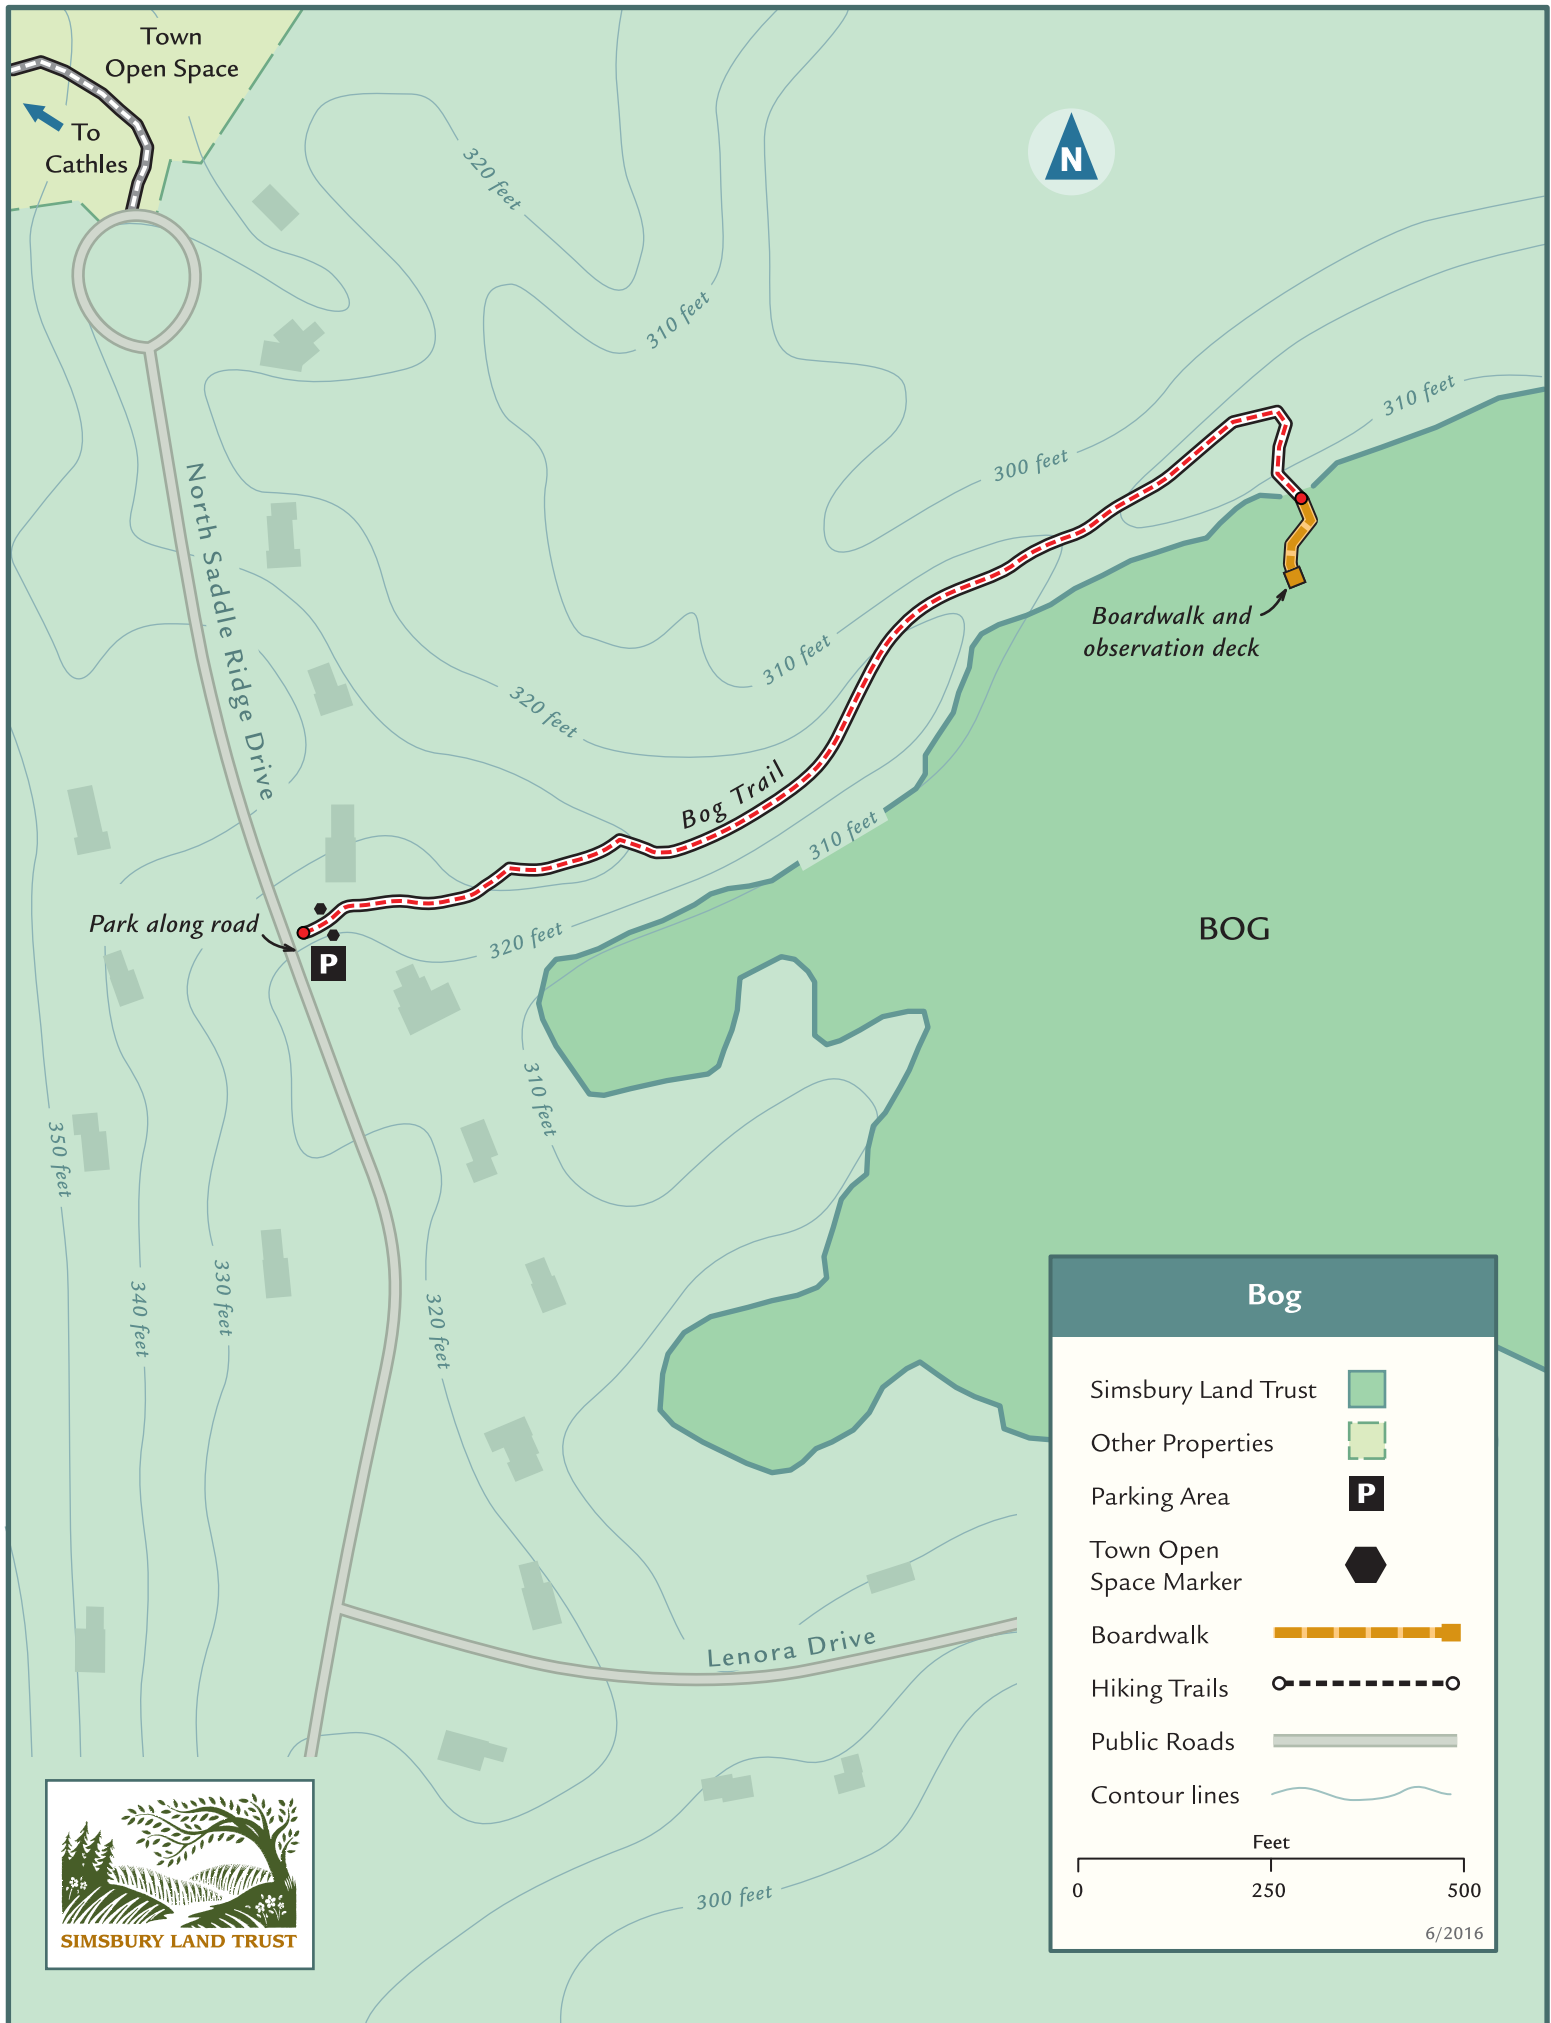 Town
Open Space
To
Cathles
N
320 feet
310 feet
310 feet
300 feet
North Saddle Ridge Drive
Boardwalk and
observation deck
310 feet
320 feet
Bog Trail
310 feet
Park along road
P
320 feet
BOG
310 feet
350 feet
340 feet
330 feet
320 feet
Lenora Drive
300 feet
Bog
Simsbury Land Trust
Other Properties
Parking Area
P
Town Open
Space Marker
Boardwalk
Hiking Trails
Public Roads
Contour lines
Feet
0 250 500
6/2016
SIMSBURY LAND TRUST